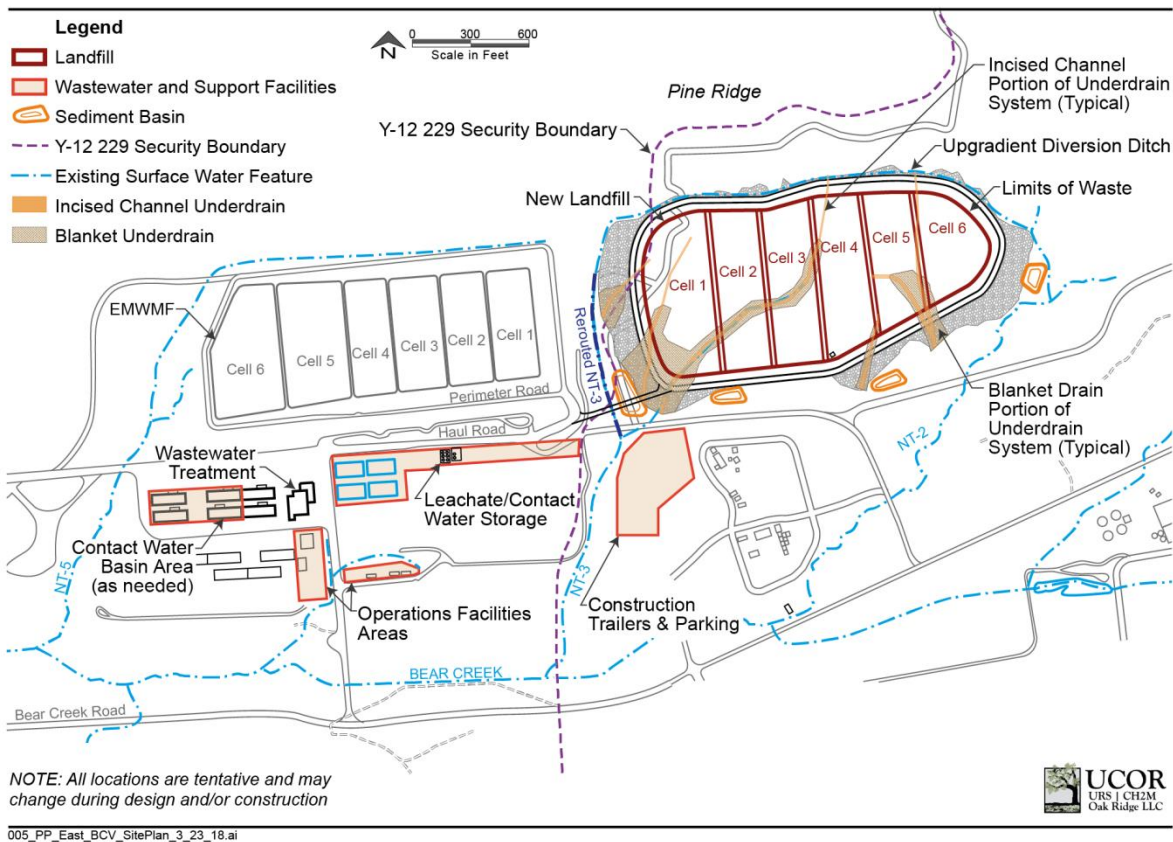 Legend
Landfill
Wastewater and Support Facilities
Sediment Basin
Y-12 229 Security Boundary
Existing Surface Water Feature
Incised Channel Underdrain
Blanket Underdrain
N
0 300 600
Scale in Feet
Pine Ridge
Y-12 229 Security Boundary
Incised Channel
Portion of Underdrain
System (Typical)
Upgradient Diversion Ditch
New Landfill
Limits of Waste
Cell 1
Cell 2
Cell 3
Cell 4
Cell 5
Cell 6
EMWMF
Cell 6
Cell 5
Cell 4
Cell 3
Cell 2
Cell 1
Perimeter Road
Rerouted NT-3
Haul Road
Blanket Drain
Portion of
Underdrain
System (Typical)
NT-2
Wastewater
Treatment
Leachate/Contact
Water Storage
Contact Water
Basin Area
(as needed)
NT-5
Operations Facilities
Areas
NT-3
Construction
Trailers & Parking
BEAR CREEK
Bear Creek Road
NOTE: All locations are tentative and may
change during design and/or construction
UCOR
URS | CH2M
Oak Ridge LLC
005_PP_East_BCV_SitePlan_3_23_18.ai